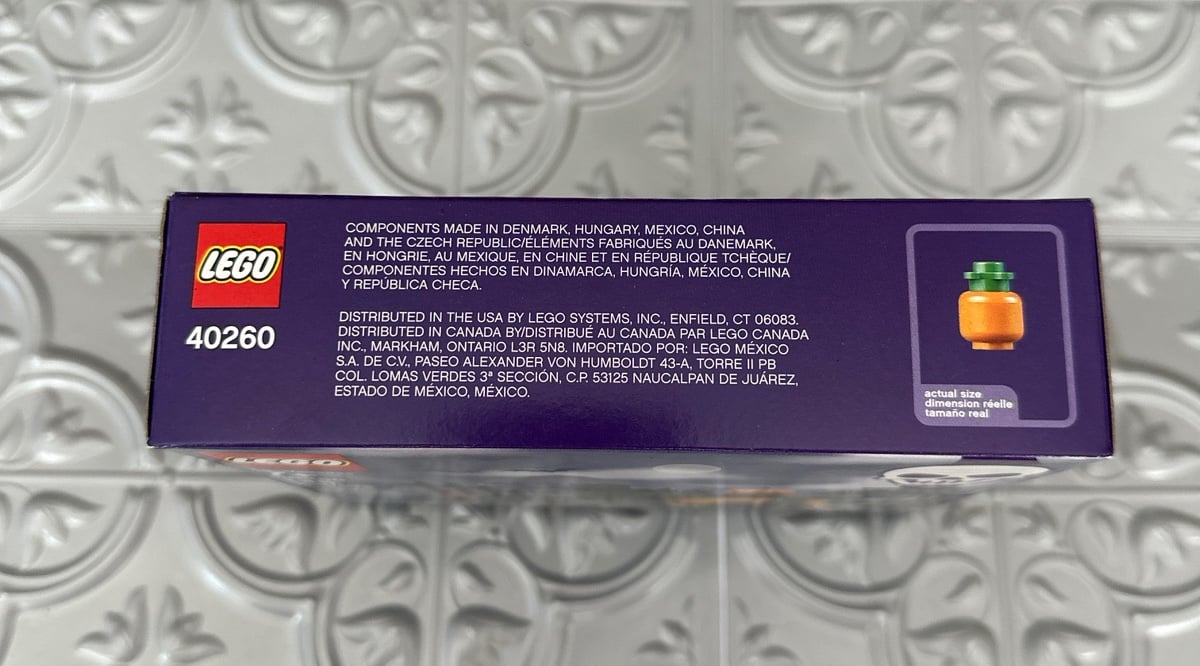 LEGO
40260
COMPONENTS MADE IN DENMARK, HUNGARY, MEXICO, CHINA
AND THE CZECH REPUBLIC/ÉLÉMENTS FABRIQUÉS AU DANEMARK,
EN HONGRIE, AU MEXIQUE, EN CHINE ET EN RÉPUBLIQUE TCHÈQUE/
COMPONENTES HECHOS EN DINAMARCA, HUNGRÍA, MÉXICO, CHINA
Y REPÚBLICA CHECA.
DISTRIBUTED IN THE USA BY LEGO SYSTEMS, INC., ENFIELD, CT 06083.
DISTRIBUTED IN CANADA BY/DISTRIBUÉ AU CANADA PAR LEGO CANADA
INC., MARKHAM, ONTARIO L3R 5N8. IMPORTADO POR: LEGO MÉXICO
S.A. DE C.V., PASEO ALEXANDER VON HUMBOLDT 43-A, TORRE II PB
COL. LOMAS VERDES 3ª SECCIÓN, C.P. 53125 NAUCALPAN DE JUÁREZ,
ESTADO DE MÉXICO, MÉXICO.
actual size
dimension réelle
tamaño real
LEGO